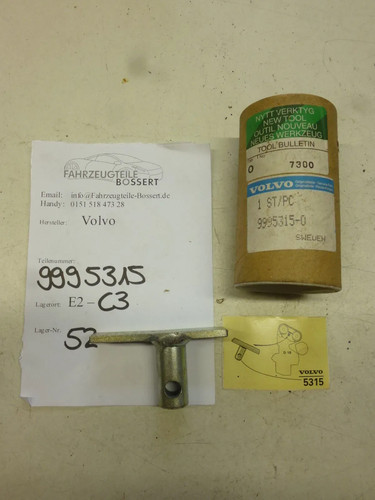 FAHRZEUGTEILE
BOSSERT
Email: info@Fahrzeugteile-Bossert.de
Handy: 0151 518 473 28
Hersteller: Volvo
Teilenummer:
9995315
Lagerort: E2-C3
Lager-Nr.
52
NYTT VERKTYG
NEW TOOL
OUTIL NOUVEAU
NEUES WERKZEUG
TOOL BULLETIN
0 7300
VOLVO
1 ST/PC
9995315-0
SWEDEN
VOLVO
5315